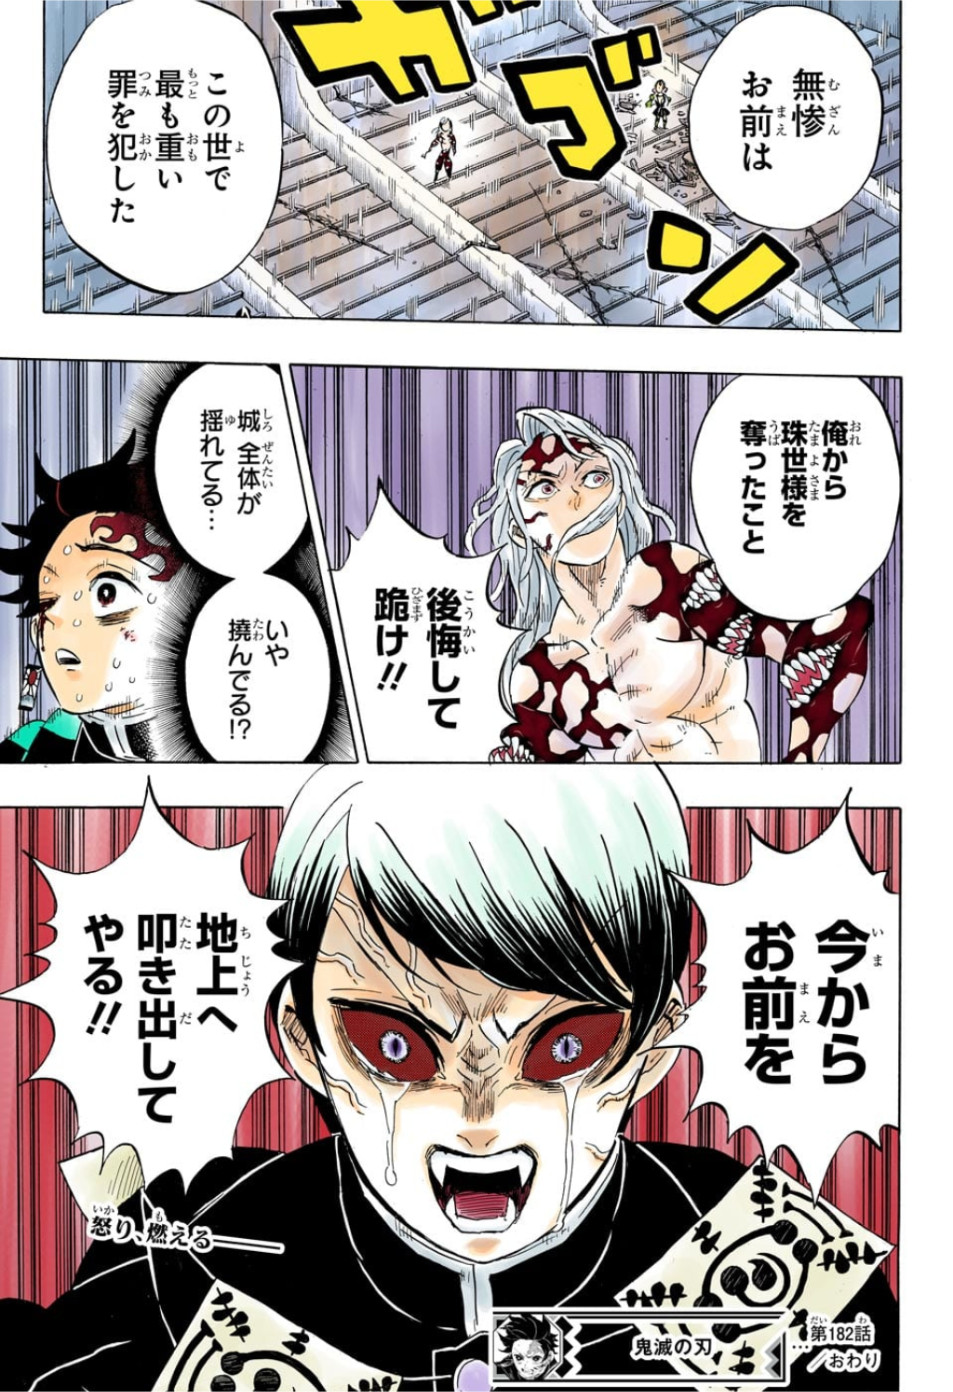 無惨
お前は
この世で
最も重い
罪を犯した
ガゴン
俺から
珠世様を
奪ったこと
後悔して
跪け!!
城全体が
揺れてる…
いや
撓んでる!?
今から
お前を
地上へ
叩き出して
やる!!
怒り、燃える――
鬼滅の刃
…第182話
／おわり